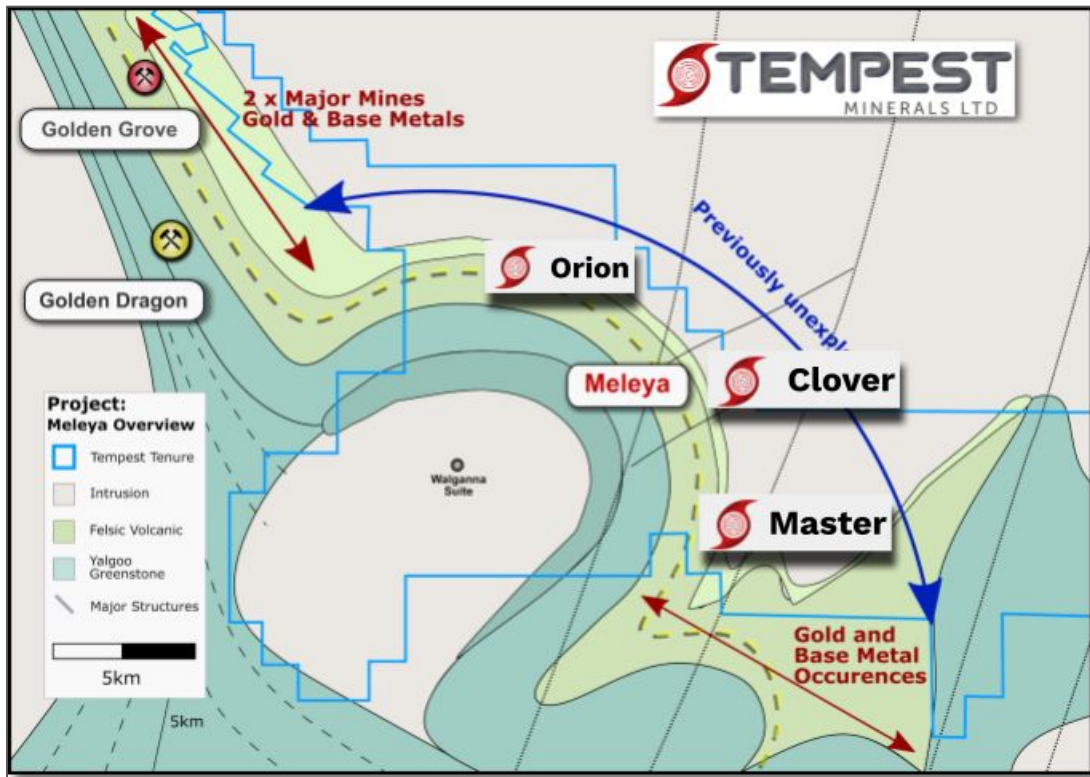 TEMPEST
MINERALS LTD
2 x Major Mines
Gold & Base Metals
Golden Grove
Golden Dragon
Previously unexpl
Orion
Meleya
Clover
Master
Walganna
Suite
Gold and
Base Metal
Occurences
Project:
Meleya Overview
Tempest Tenure
Intrusion
Felsic Volcanic
Yalgoo
Greenstone
Major Structures
5km
5km